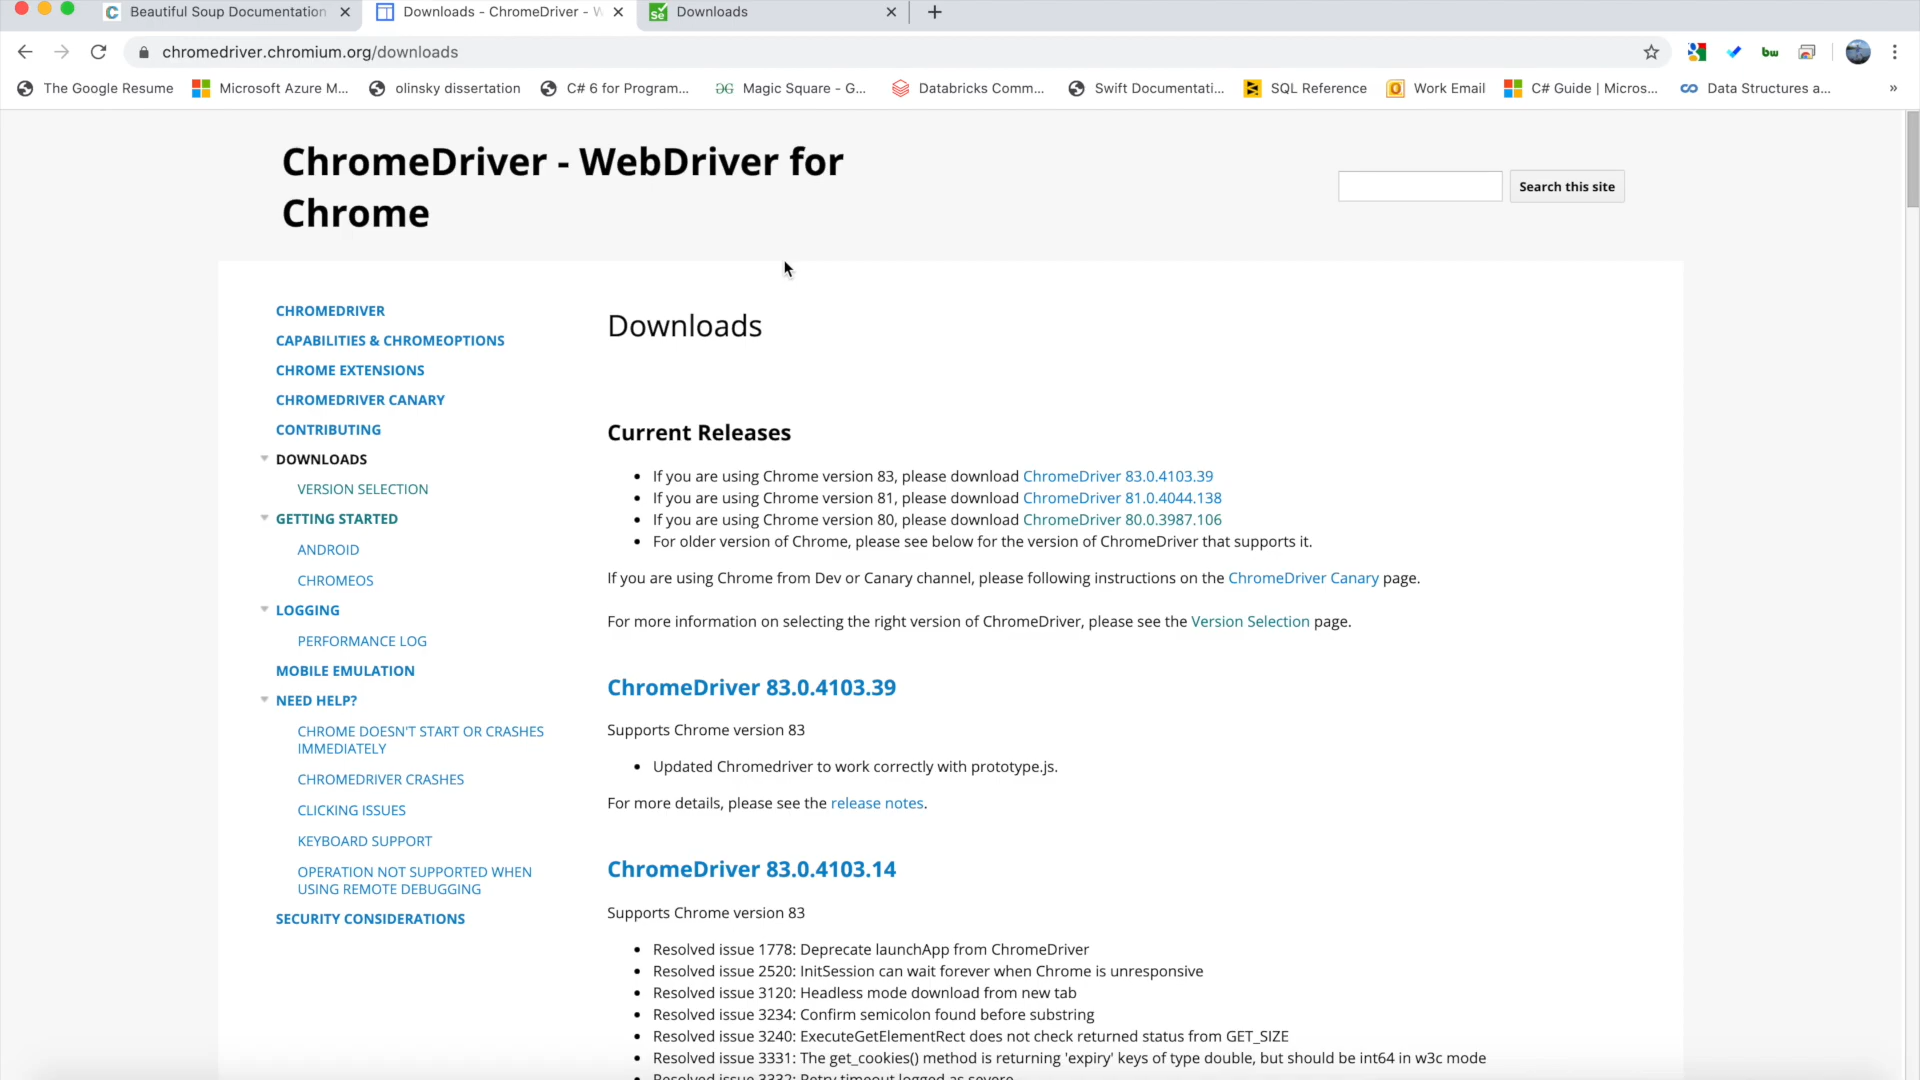 Beautiful Soup Documentation
Downloads - ChromeDriver - W
Downloads
chromedriver.chromium.org/downloads
The Google Resume
Microsoft Azure M...
olinsky dissertation
C# 6 for Program...
Magic Square - G...
Databricks Comm...
Swift Documentati...
SQL Reference
Work Email
C# Guide | Micros...
Data Structures a...
»
ChromeDriver - WebDriver for
Chrome
Search this site
CHROMEDRIVER
CAPABILITIES & CHROMEOPTIONS
CHROME EXTENSIONS
CHROMEDRIVER CANARY
CONTRIBUTING
DOWNLOADS
VERSION SELECTION
GETTING STARTED
ANDROID
CHROMEOS
LOGGING
PERFORMANCE LOG
MOBILE EMULATION
NEED HELP?
CHROME DOESN'T START OR CRASHES
IMMEDIATELY
CHROMEDRIVER CRASHES
CLICKING ISSUES
KEYBOARD SUPPORT
OPERATION NOT SUPPORTED WHEN
USING REMOTE DEBUGGING
SECURITY CONSIDERATIONS
Downloads
Current Releases
• If you are using Chrome version 83, please download ChromeDriver 83.0.4103.39
• If you are using Chrome version 81, please download ChromeDriver 81.0.4044.138
• If you are using Chrome version 80, please download ChromeDriver 80.0.3987.106
• For older version of Chrome, please see below for the version of ChromeDriver that supports it.
If you are using Chrome from Dev or Canary channel, please following instructions on the ChromeDriver Canary page.
For more information on selecting the right version of ChromeDriver, please see the Version Selection page.
ChromeDriver 83.0.4103.39
Supports Chrome version 83
• Updated Chromedriver to work correctly with prototype.js.
For more details, please see the release notes.
ChromeDriver 83.0.4103.14
Supports Chrome version 83
• Resolved issue 1778: Deprecate launchApp from ChromeDriver
• Resolved issue 2520: InitSession can wait forever when Chrome is unresponsive
• Resolved issue 3120: Headless mode download from new tab
• Resolved issue 3234: Confirm semicolon found before substring
• Resolved issue 3240: ExecuteGetElementRect does not check returned status from GET_SIZE
• Resolved issue 3331: The get_cookies() method is returning 'expiry' keys of type double, but should be int64 in w3c mode
• Resolved issue 3332: Retry timeout logged as severe